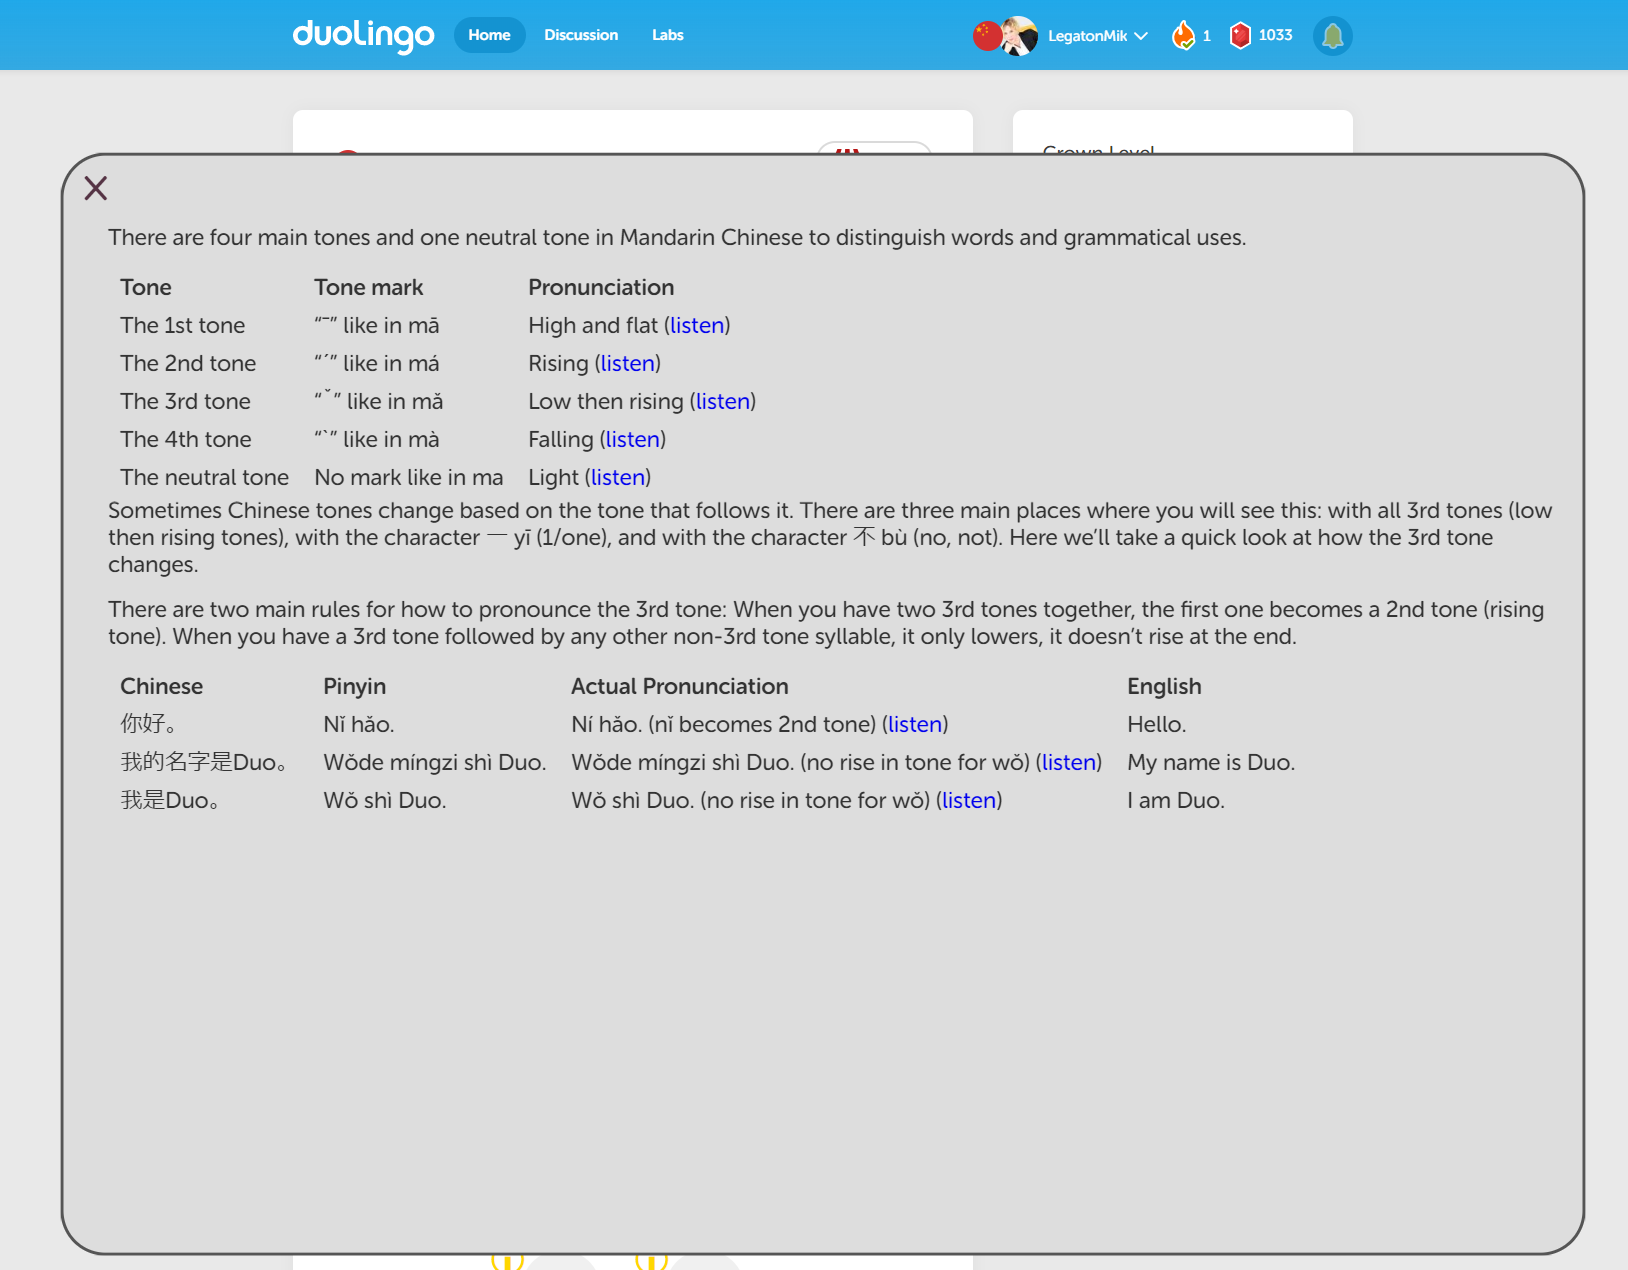 duolingo Home Discussion Labs LegatonMik 1 1033
Crown Level
There are four main tones and one neutral tone in Mandarin Chinese to distinguish words and grammatical uses.
Tone Tone mark Pronunciation
The 1st tone “ˉ” like in mā High and flat (listen)
The 2nd tone “ˊ” like in má Rising (listen)
The 3rd tone “ˇ” like in mǎ Low then rising (listen)
The 4th tone “ˋ” like in mà Falling (listen)
The neutral tone No mark like in ma Light (listen)
Sometimes Chinese tones change based on the tone that follows it. There are three main places where you will see this: with all 3rd tones (low
then rising tones), with the character 一 yī (1/one), and with the character 不 bù (no, not). Here we’ll take a quick look at how the 3rd tone
changes.
There are two main rules for how to pronounce the 3rd tone: When you have two 3rd tones together, the first one becomes a 2nd tone (rising
tone). When you have a 3rd tone followed by any other non-3rd tone syllable, it only lowers, it doesn’t rise at the end.
Chinese Pinyin Actual Pronunciation English
你好。 Nǐ hǎo. Ní hǎo. (nǐ becomes 2nd tone) (listen) Hello.
我的名字是Duo。 Wǒde míngzi shì Duo. Wǒde míngzi shì Duo. (no rise in tone for wǒ) (listen) My name is Duo.
我是Duo。 Wǒ shì Duo. Wǒ shì Duo. (no rise in tone for wǒ) (listen) I am Duo.